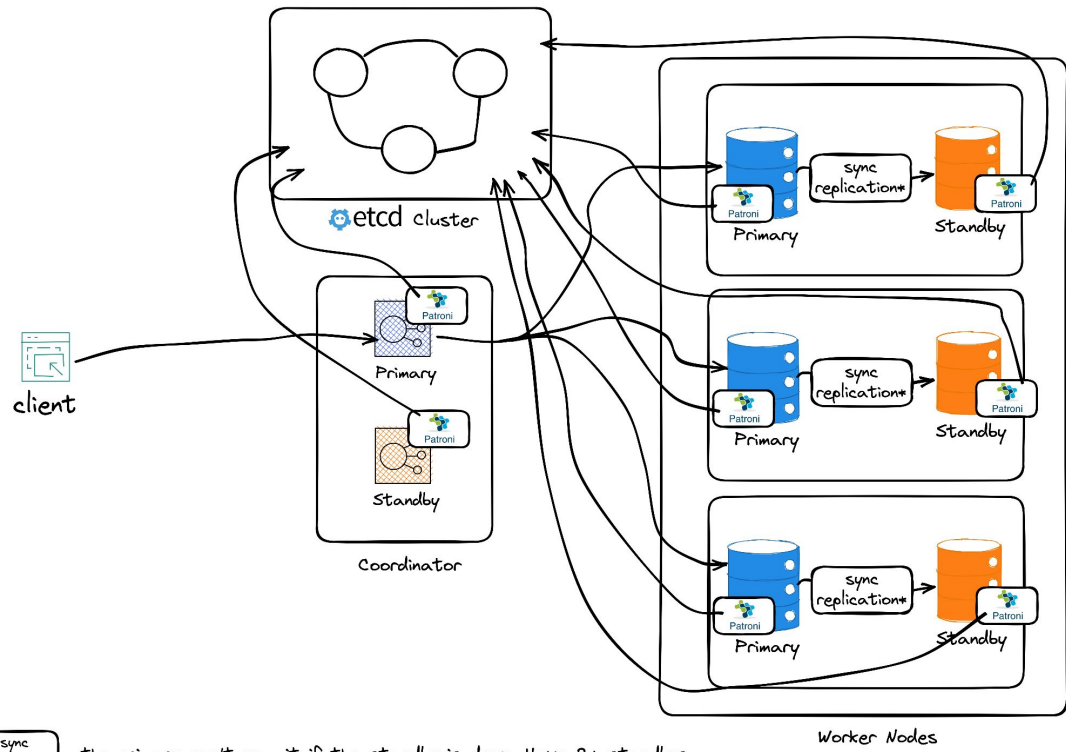 etcd Cluster
Patroni
Primary
Patroni
Standby
Coordinator
client
Patroni
Primary
sync
replication*
Patroni
Standby
Patroni
Primary
sync
replication*
Patroni
Standby
Patroni
Primary
sync
replication*
Patroni
Standby
Worker Nodes
sync